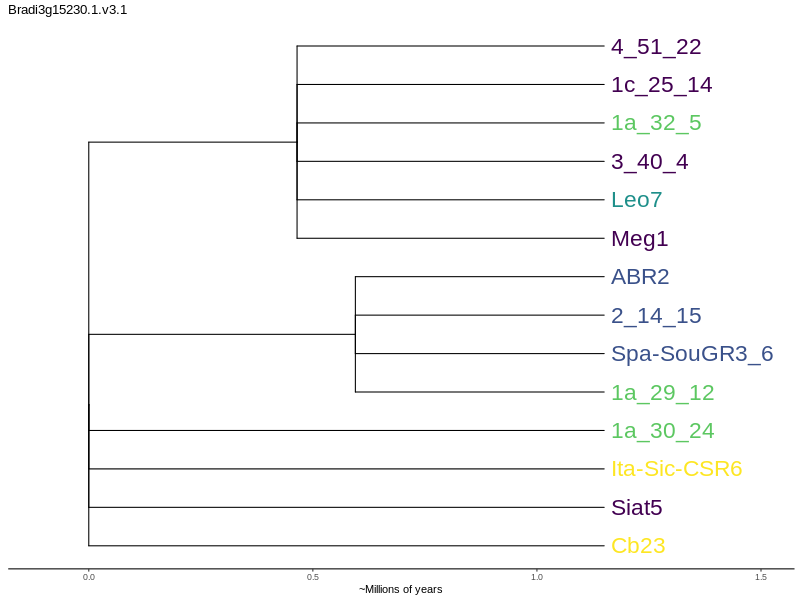 Bradi3g15230.1.v3.1
4_51_22
1c_25_14
1a_32_5
3_40_4
Leo7
Meg1
ABR2
2_14_15
Spa-SouGR3_6
1a_29_12
1a_30_24
Ita-Sic-CSR6
Siat5
Cb23
0.0 0.5 1.0 1.5
~Millions of years